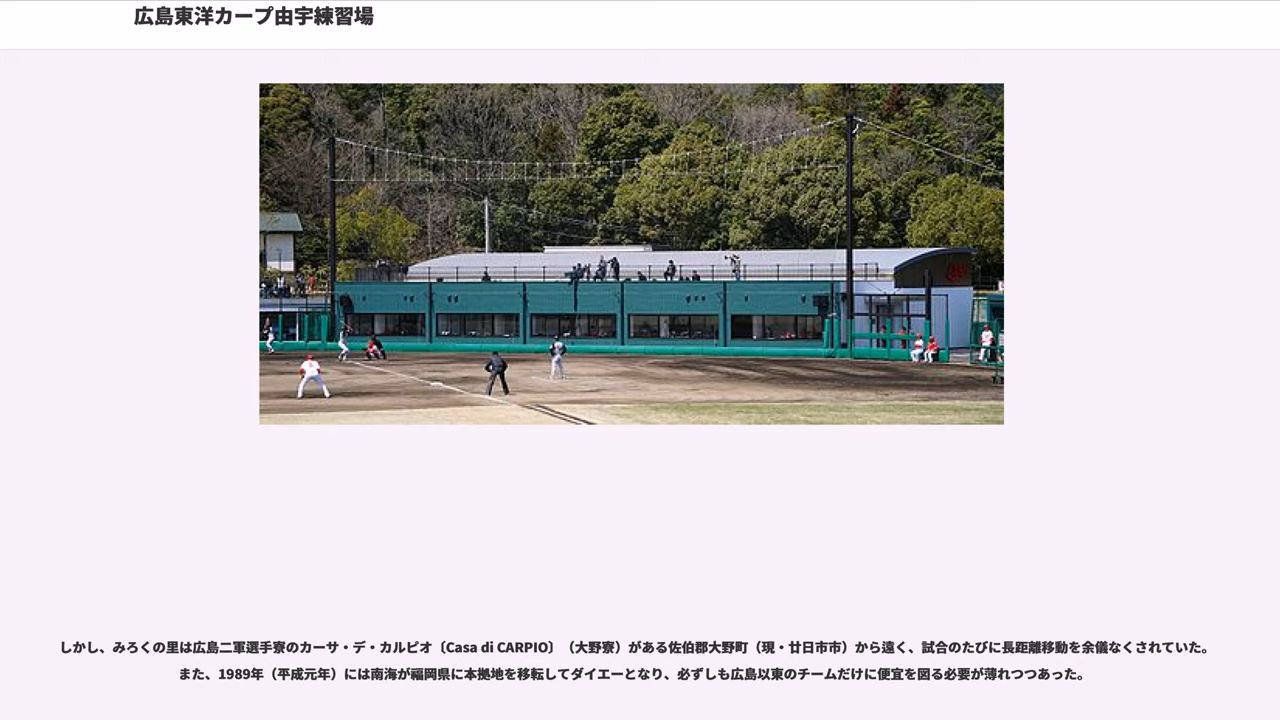 広島東洋カープ由宇練習場
しかし、みろくの里は広島二軍選手寮のカーサ・デ・カルピオ〔Casa di CARPIO〕（大野寮）がある佐伯郡大野町（現・廿日市市）から遠く、試合のたびに長距離移動を余儀なくされていた。
また、1989年（平成元年）には南海が福岡県に本拠地を移転してダイエーとなり、必ずしも広島以東のチームだけに便宜を図る必要が薄れつつあった。